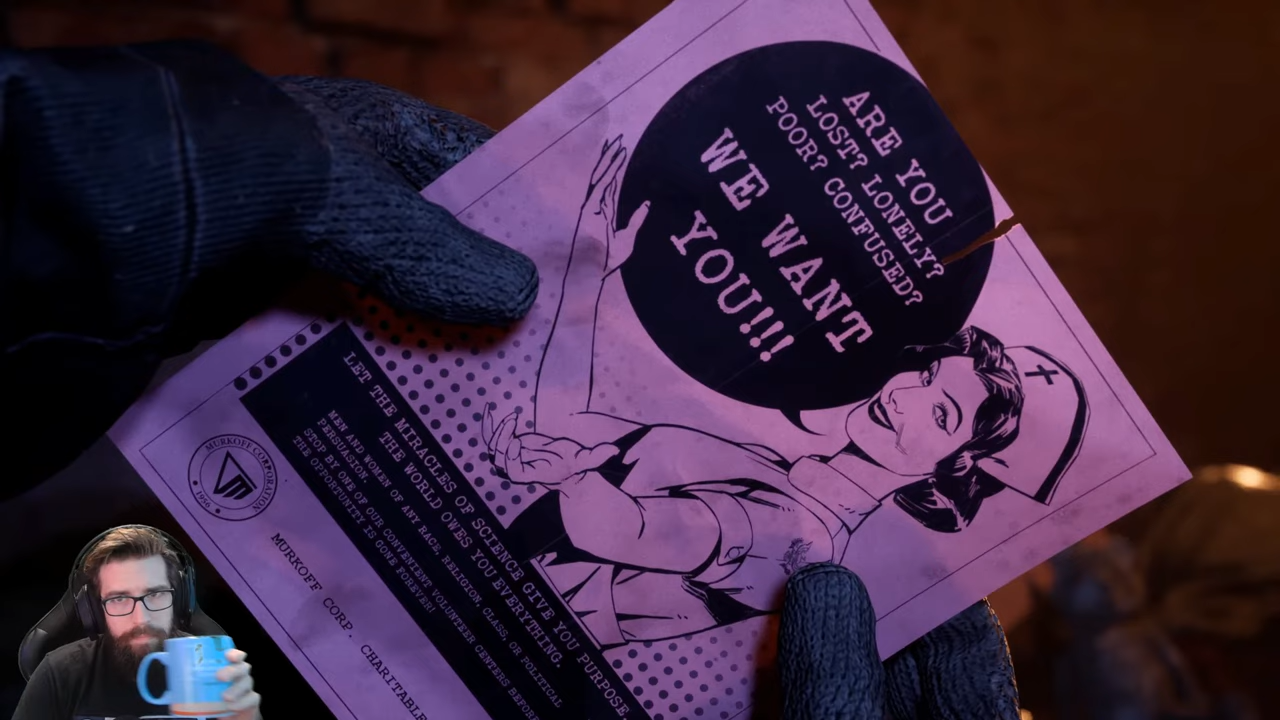 ARE YOU
LOST? LONELY?
POOR? CONFUSED?
WE WANT
YOU!!!
LET THE MIRACLES OF SCIENCE GIVE YOU PURPOSE.
THE WORLD OWES YOU EVERYTHING.
MEN AND WOMEN OF ANY RACE, RELIGION, CLASS, OR POLITICAL
PERSUASION.
STOP BY ONE OF OUR CONVENIENT VOLUNTEER CENTERS BEFORE
THE OPPORTUNITY IS GONE FOREVER!
MURKOFF CORPORATION
1956
MURKOFF CORP. CHARITABLE